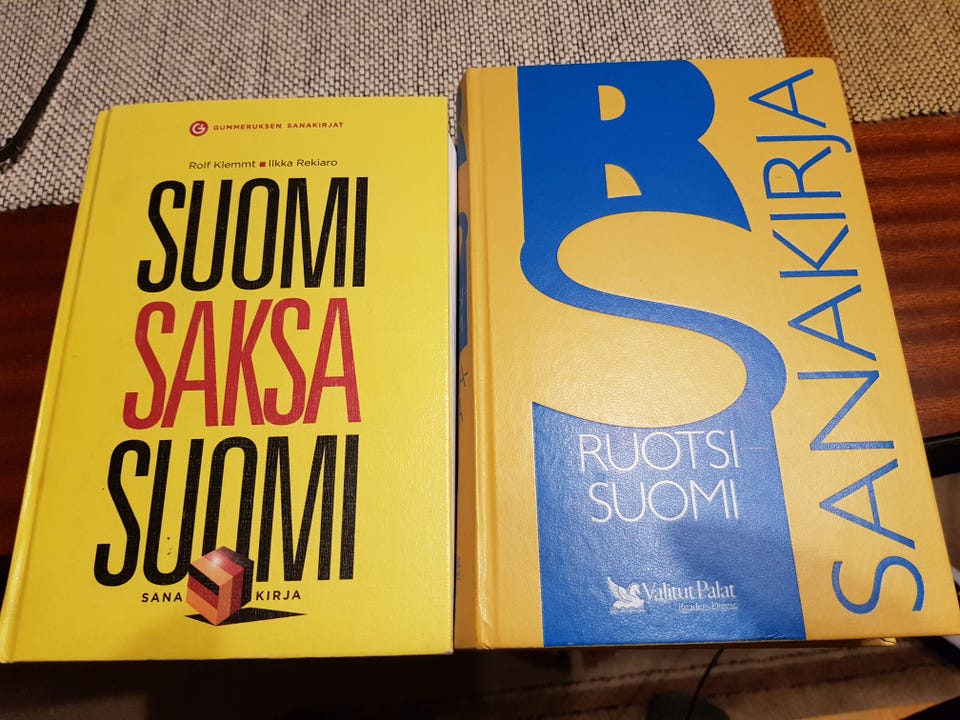 GUMMERUKSEN SANAKIRJAT
Rolf Klemmt ■ Ilkka Rekiaro
SUOMI
SAKSA
SUOMI
SANA KIRJA
RS
RUOTSI–
SUOMI
SANAKIRJA
Valitut Palat
Reader's Digest